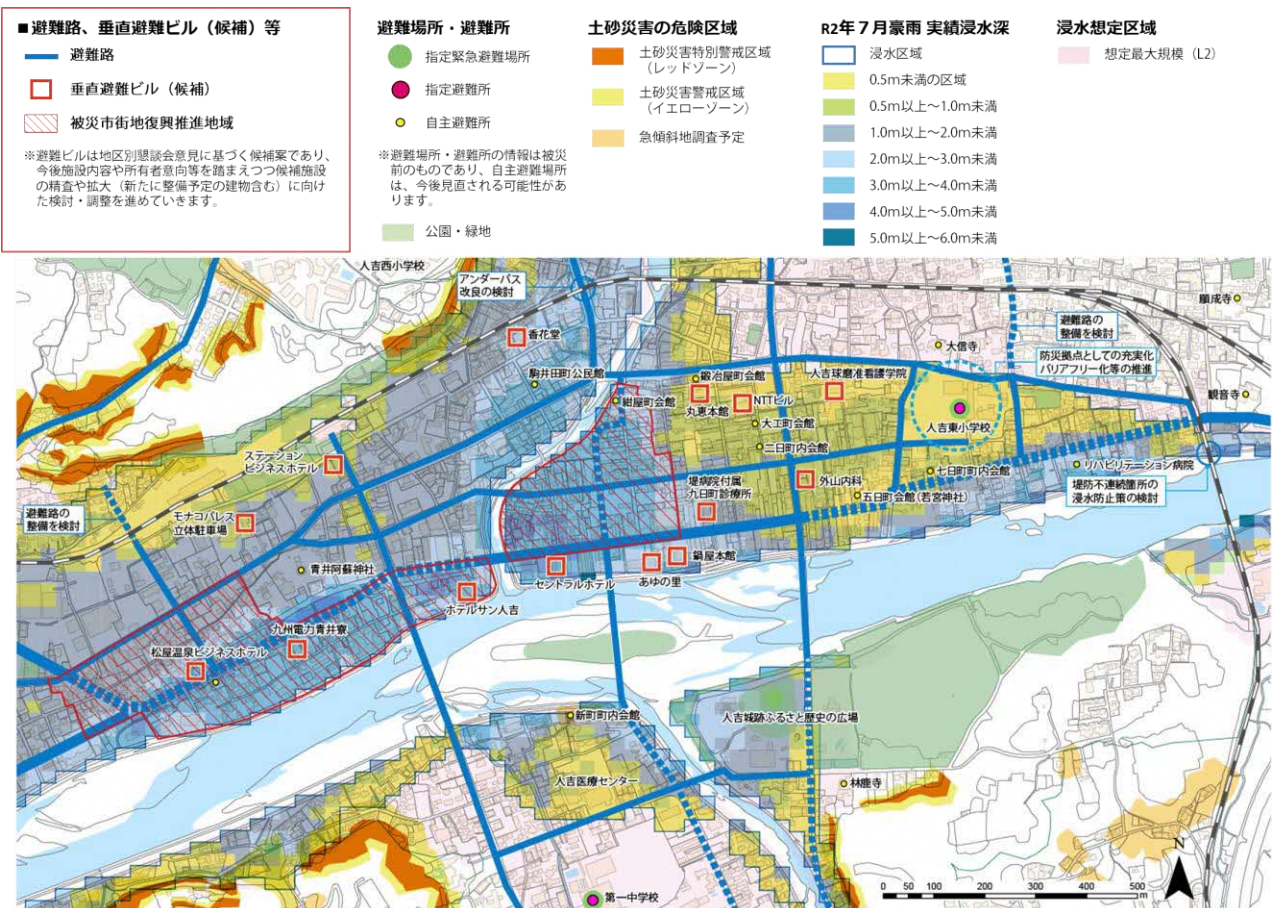 ■避難路、垂直避難ビル（候補）等
避難路
垂直避難ビル（候補）
被災市街地復興推進地域
※避難ビルは地区別懇談会意見に基づく候補案であり、
今後施設内容や所有者意向等を踏まえつつ候補施設
の精査や拡大（新たに整備予定の建物含む）に向け
た検討・調整を進めていきます。
避難場所・避難所
指定緊急避難場所
指定避難所
自主避難所
※避難場所・避難所の情報は被災
前のものであり、自主避難場所
は、今後見直される可能性があ
ります。
公園・緑地
土砂災害の危険区域
土砂災害特別警戒区域
（レッドゾーン）
土砂災害警戒区域
（イエローゾーン）
急傾斜地調査予定
R2年７月豪雨 実績浸水深
浸水区域
0.5m未満の区域
0.5m以上～1.0m未満
1.0m以上～2.0m未満
2.0m以上～3.0m未満
3.0m以上～4.0m未満
4.0m以上～5.0m未満
5.0m以上～6.0m未満
浸水想定区域
想定最大規模（L2）
人吉西小学校
アンダーパス
改良の検討
願成寺
香花堂
避難路の
整備を検討
大信寺
防災拠点としての充実化
バリアフリー化等の推進
駒井田町公民館
鍛冶屋町会館
人吉球磨准看護学院
観音寺
紺屋町会館
丸恵本館
NTTビル
大工町会館
人吉東小学校
二日町内会館
ステーション
ビジネスホテル
七日町町内会館
リハビリテーション病院
堤病院付属
九日町診療所
外山内科
五日町会館（若宮神社）
堤防不連続箇所の
浸水防止策の検討
避難路の
整備を検討
モナコパレス
立体駐車場
鍋屋本館
青井阿蘇神社
セントラルホテル
あゆの里
ホテルサン人吉
九州電力青井寮
松屋温泉ビジネスホテル
新町町内会館
人吉城跡ふるさと歴史の広場
人吉医療センター
林鹿寺
第一中学校
N
0 50 100 200 300 400 500
m